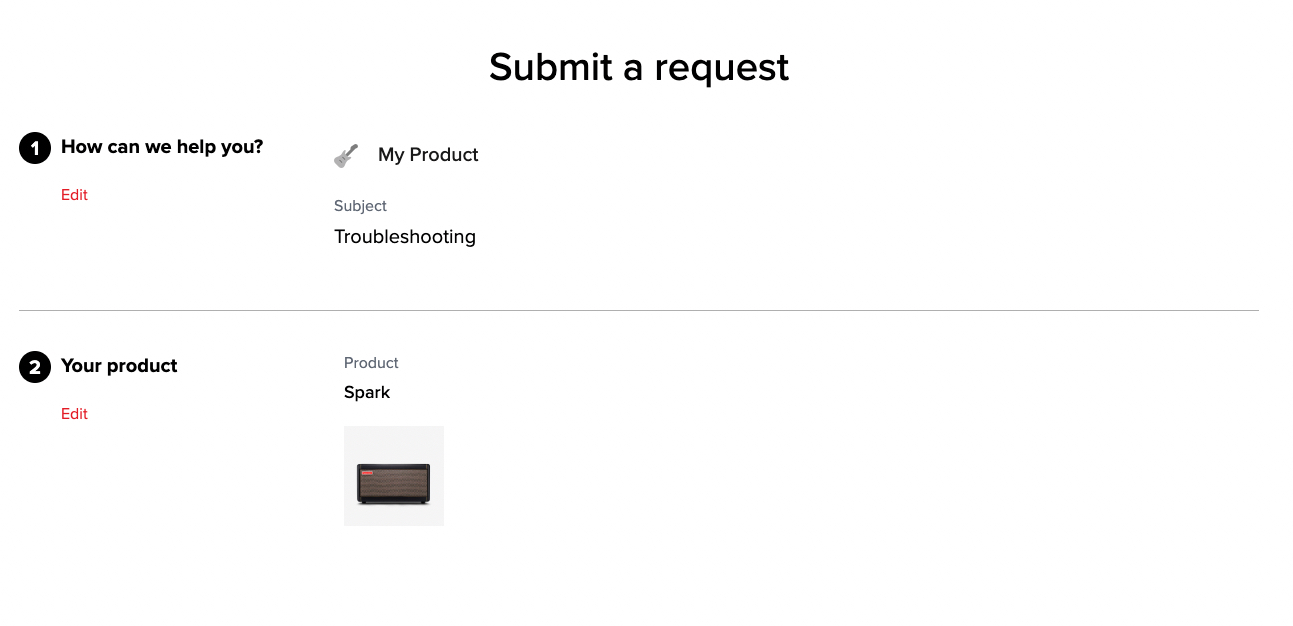 Submit a request
1 How can we help you?
Edit
My Product
Subject
Troubleshooting
2 Your product
Edit
Product
Spark